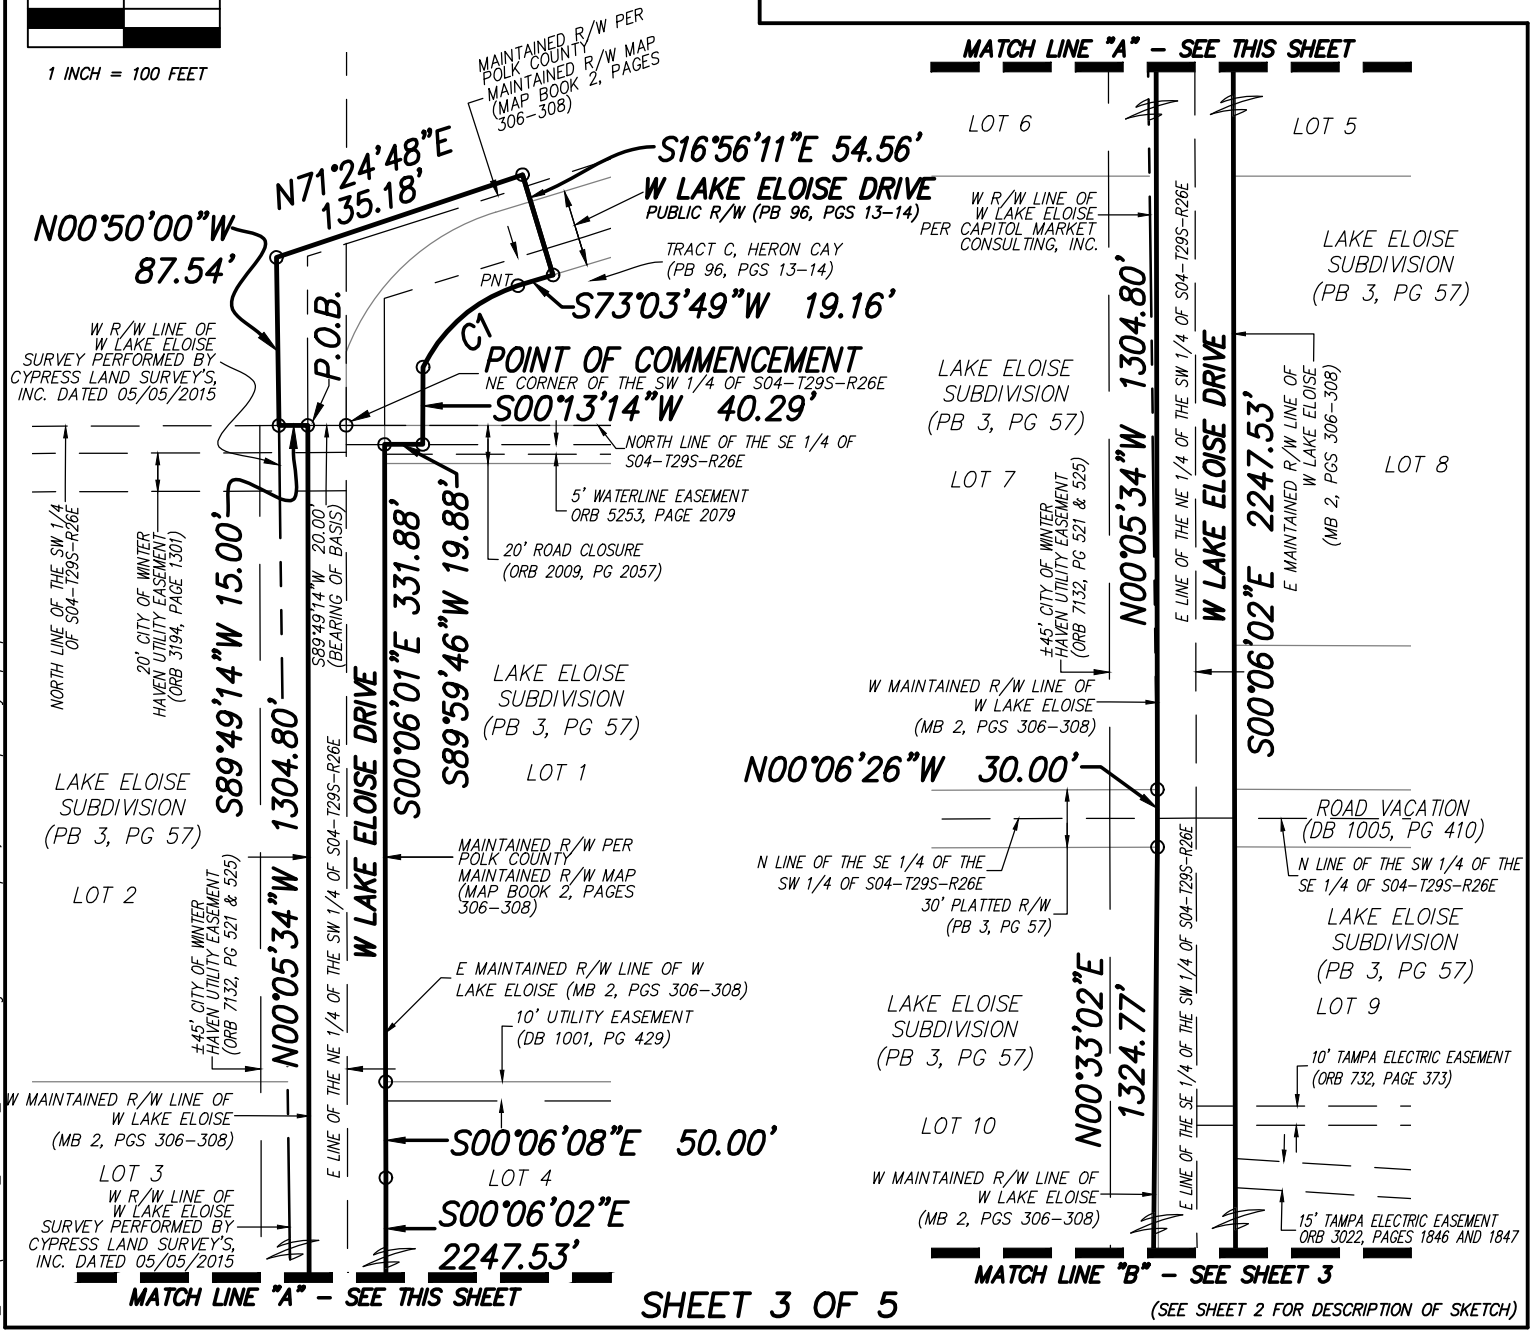 1 INCH = 100 FEET
MAINTAINED R/W PER
POLK COUNTY
MAINTAINED R/W MAP
(MAP BOOK 2, PAGES
306-308)
N71°24'48"E
135.18'
S16°56'11"E 54.56'
W LAKE ELOISE DRIVE
PUBLIC R/W (PB 96, PGS 13-14)
N00°50'00"W
87.54'
TRACT C, HERON CAY
(PB 96, PGS 13-14)
PNT
S73°03'49"W 19.16'
P.O.B.
C1
W R/W LINE OF
W LAKE ELOISE
SURVEY PERFORMED BY
CYPRESS LAND SURVEY'S,
INC. DATED 05/05/2015
POINT OF COMMENCEMENT
NE CORNER OF THE SW 1/4 OF S04-T29S-R26E
S00°13'14"W 40.29'
NORTH LINE OF THE SE 1/4 OF
S04-T29S-R26E
5' WATERLINE EASEMENT
ORB 5253, PAGE 2079
20' ROAD CLOSURE
(ORB 2009, PG 2057)
NORTH LINE OF THE SW 1/4
OF S04-T29S-R26E
20' CITY OF WINTER
HAVEN UTILITY EASEMENT
(ORB 3194, PAGE 1301)
S89°49'14"W 15.00'
N00°05'34"W 1304.80'
S89°49'14"W 20.00'
(BEARING OF BASIS)
E LINE OF THE NE 1/4 OF THE SW 1/4 OF S04-T29S-R26E
W LAKE ELOISE DRIVE
S00°06'01"E 331.88'
S89°59'46"W 19.88'
LAKE ELOISE
SUBDIVISION
(PB 3, PG 57)
LOT 1
LAKE ELOISE
SUBDIVISION
(PB 3, PG 57)
LOT 2
±45' CITY OF WINTER
HAVEN UTILITY EASEMENT
(ORB 7132, PG 521 & 525)
MAINTAINED R/W PER
POLK COUNTY
MAINTAINED R/W MAP
(MAP BOOK 2, PAGES
306-308)
E MAINTAINED R/W LINE OF W
LAKE ELOISE (MB 2, PGS 306-308)
10' UTILITY EASEMENT
(DB 1001, PG 429)
W MAINTAINED R/W LINE OF
W LAKE ELOISE
(MB 2, PGS 306-308)
S00°06'08"E 50.00'
LOT 3
LOT 4
W R/W LINE OF
W LAKE ELOISE
SURVEY PERFORMED BY
CYPRESS LAND SURVEY'S,
INC. DATED 05/05/2015
S00°06'02"E
2247.53'
MATCH LINE "A" - SEE THIS SHEET
MATCH LINE "A" - SEE THIS SHEET
LOT 6
LOT 5
W R/W LINE OF
W LAKE ELOISE
PER CAPITOL MARKET
CONSULTING, INC.
LAKE ELOISE
SUBDIVISION
(PB 3, PG 57)
N00°05'34"W 1304.80'
E LINE OF THE NE 1/4 OF THE SW 1/4 OF S04-T29S-R26E
W LAKE ELOISE DRIVE
S00°06'02"E 2247.53'
E MAINTAINED R/W LINE OF
W LAKE ELOISE
(MB 2, PGS 306-308)
LAKE ELOISE
SUBDIVISION
(PB 3, PG 57)
LOT 7
LOT 8
±45' CITY OF WINTER
HAVEN UTILITY EASEMENT
(ORB 7132, PG 521 & 525)
W MAINTAINED R/W LINE OF
W LAKE ELOISE
(MB 2, PGS 306-308)
N00°06'26"W 30.00'
ROAD VACATION
(DB 1005, PG 410)
N LINE OF THE SE 1/4 OF THE
SW 1/4 OF S04-T29S-R26E
N LINE OF THE SW 1/4 OF THE
SE 1/4 OF S04-T29S-R26E
30' PLATTED R/W
(PB 3, PG 57)
LAKE ELOISE
SUBDIVISION
(PB 3, PG 57)
LOT 9
LAKE ELOISE
SUBDIVISION
(PB 3, PG 57)
N00°33'02"E
1324.77'
E LINE OF THE SE 1/4 OF THE SW 1/4 OF S04-T29S-R26E
10' TAMPA ELECTRIC EASEMENT
(ORB 732, PAGE 373)
LOT 10
W MAINTAINED R/W LINE OF
W LAKE ELOISE
(MB 2, PGS 306-308)
15' TAMPA ELECTRIC EASEMENT
ORB 3022, PAGES 1846 AND 1847
MATCH LINE "B" - SEE SHEET 3
SHEET 3 OF 5
(SEE SHEET 2 FOR DESCRIPTION OF SKETCH)